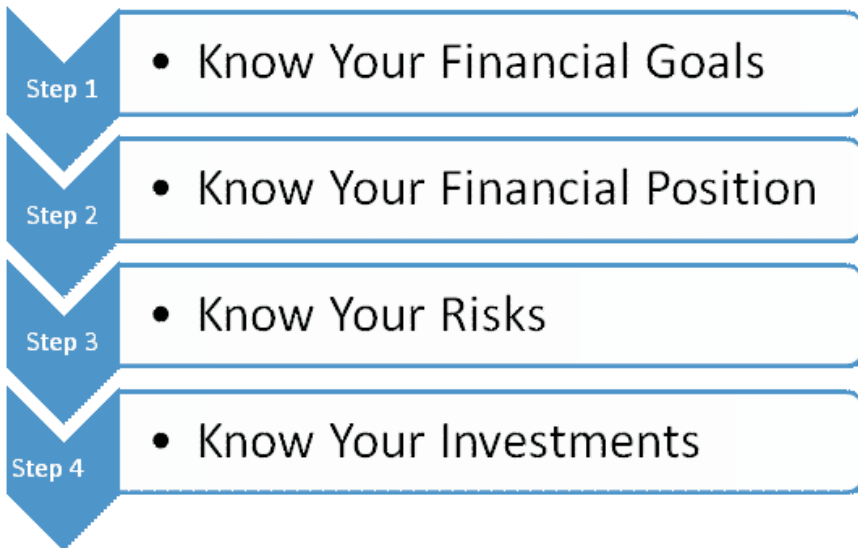 Step 1
• Know Your Financial Goals
Step 2
• Know Your Financial Position
Step 3
• Know Your Risks
Step 4
• Know Your Investments